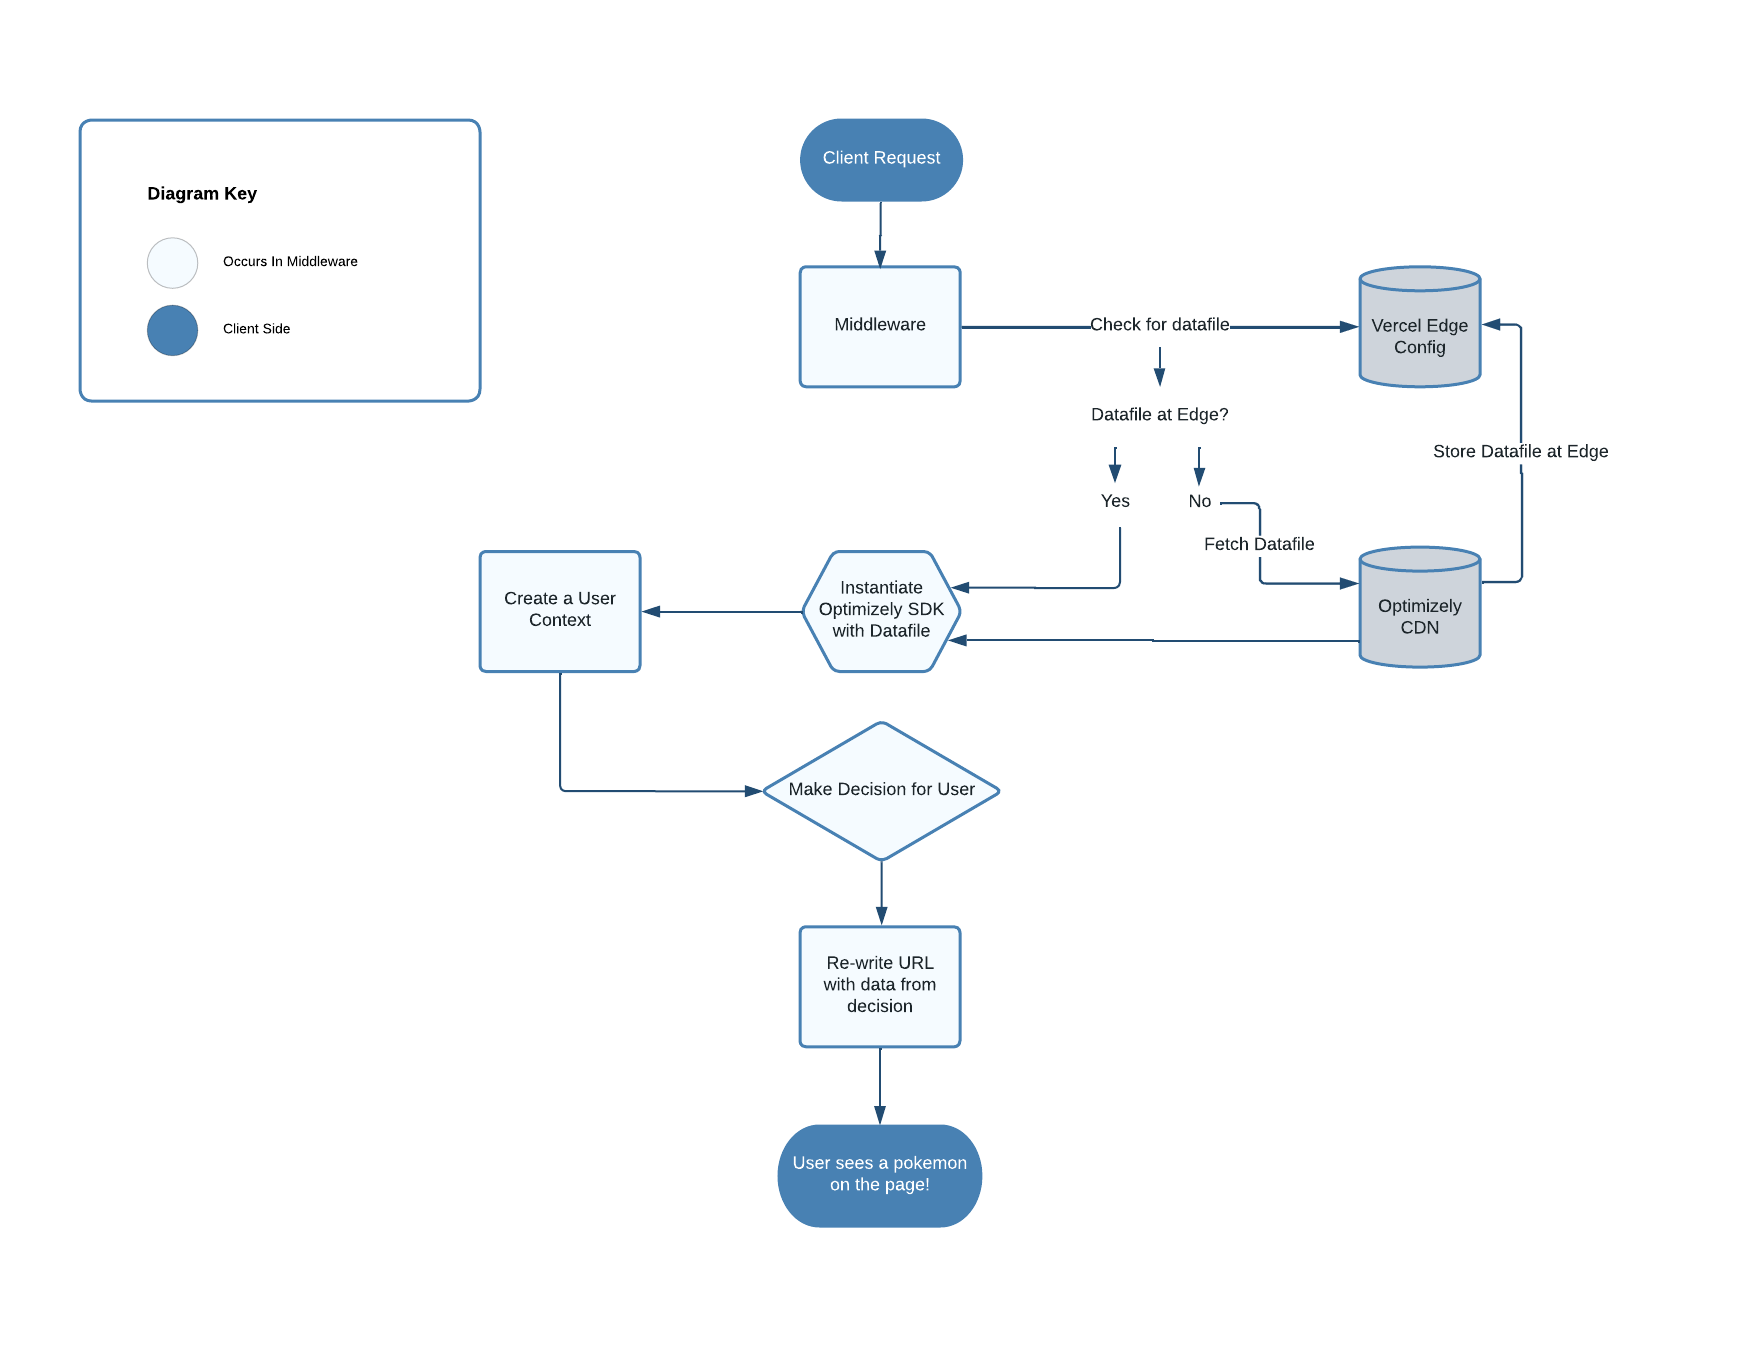 Diagram Key
Occurs In Middleware
Client Side
Client Request
Middleware
Check for datafile
Vercel Edge
Config
Datafile at Edge?
Yes
No
Store Datafile at Edge
Fetch Datafile
Optimizely
CDN
Instantiate
Optimizely SDK
with Datafile
Create a User
Context
Make Decision for User
Re-write URL
with data from
decision
User sees a pokemon
on the page!